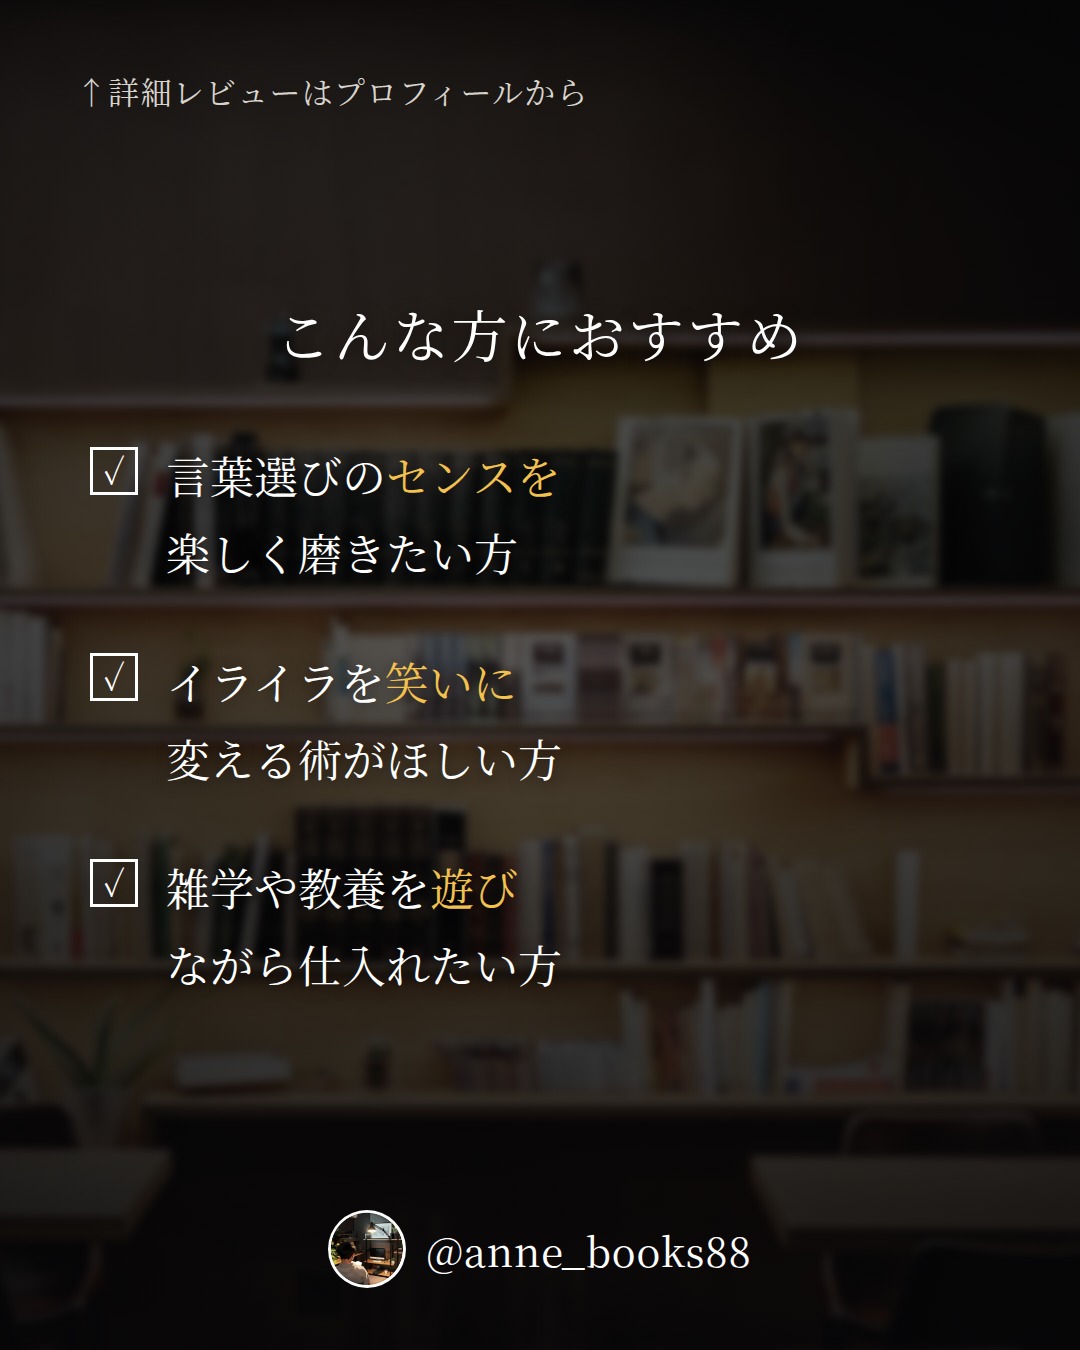 ↑詳細レビューはプロフィールから
こんな方におすすめ
✓ 言葉選びのセンスを
楽しく磨きたい方
✓ イライラを笑いに
変える術がほしい方
✓ 雑学や教養を遊び
ながら仕入れたい方
@anne_books88